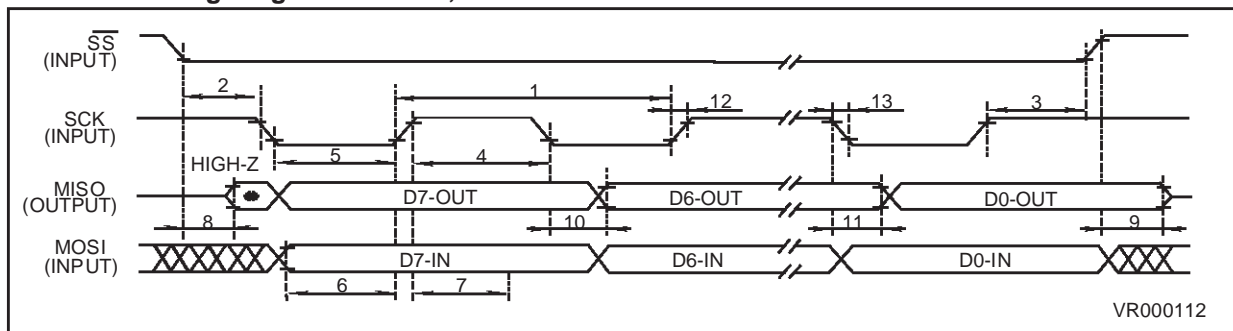 SS
(INPUT)
2
1
12
13
3
SCK
(INPUT)
5
4
HIGH-Z
MISO
(OUTPUT)
D7-OUT
D6-OUT
D0-OUT
8
10
11
9
MOSI
(INPUT)
D7-IN
D6-IN
D0-IN
6
7
VR000112